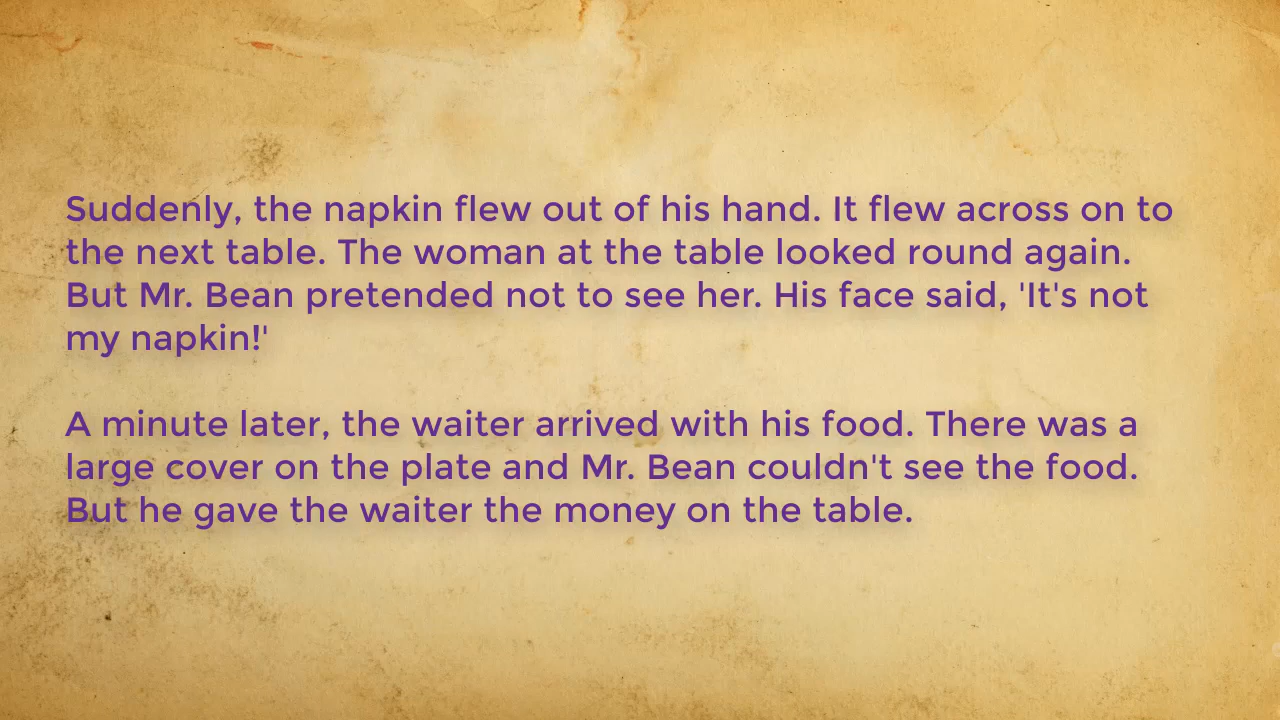 Suddenly, the napkin flew out of his hand. It flew across on to
the next table. The woman at the table looked round again.
But Mr. Bean pretended not to see her. His face said, 'It's not
my napkin!'
A minute later, the waiter arrived with his food. There was a
large cover on the plate and Mr. Bean couldn't see the food.
But he gave the waiter the money on the table.